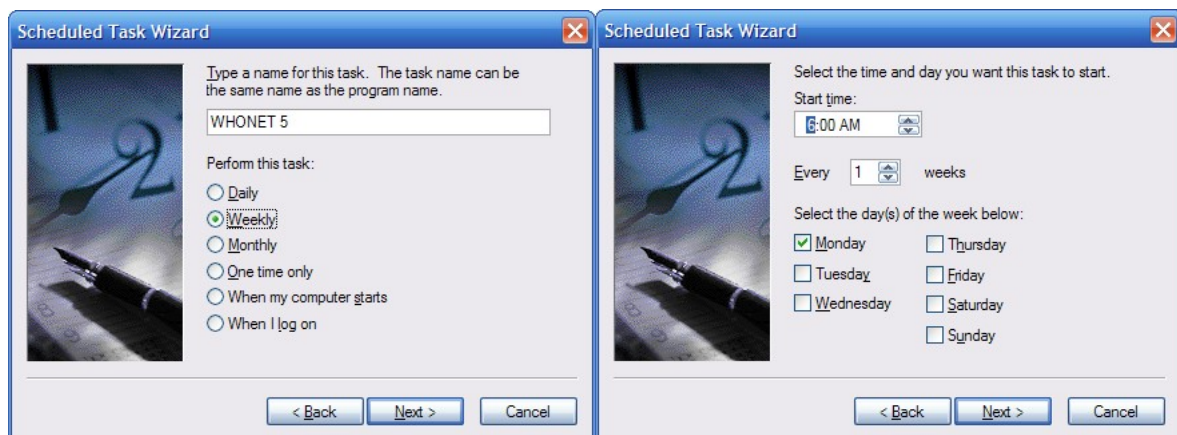 Scheduled Task Wizard
Type a name for this task. The task name can be
the same name as the program name.
WHONET 5
Perform this task:
Daily
Weekly
Monthly
One time only
When my computer starts
When I log on
< Back
Next >
Cancel
Scheduled Task Wizard
Select the time and day you want this task to start.
Start time:
6:00 AM
Every 1 weeks
Select the day(s) of the week below:
Monday
Thursday
Tuesday
Friday
Wednesday
Saturday
Sunday
< Back
Next >
Cancel